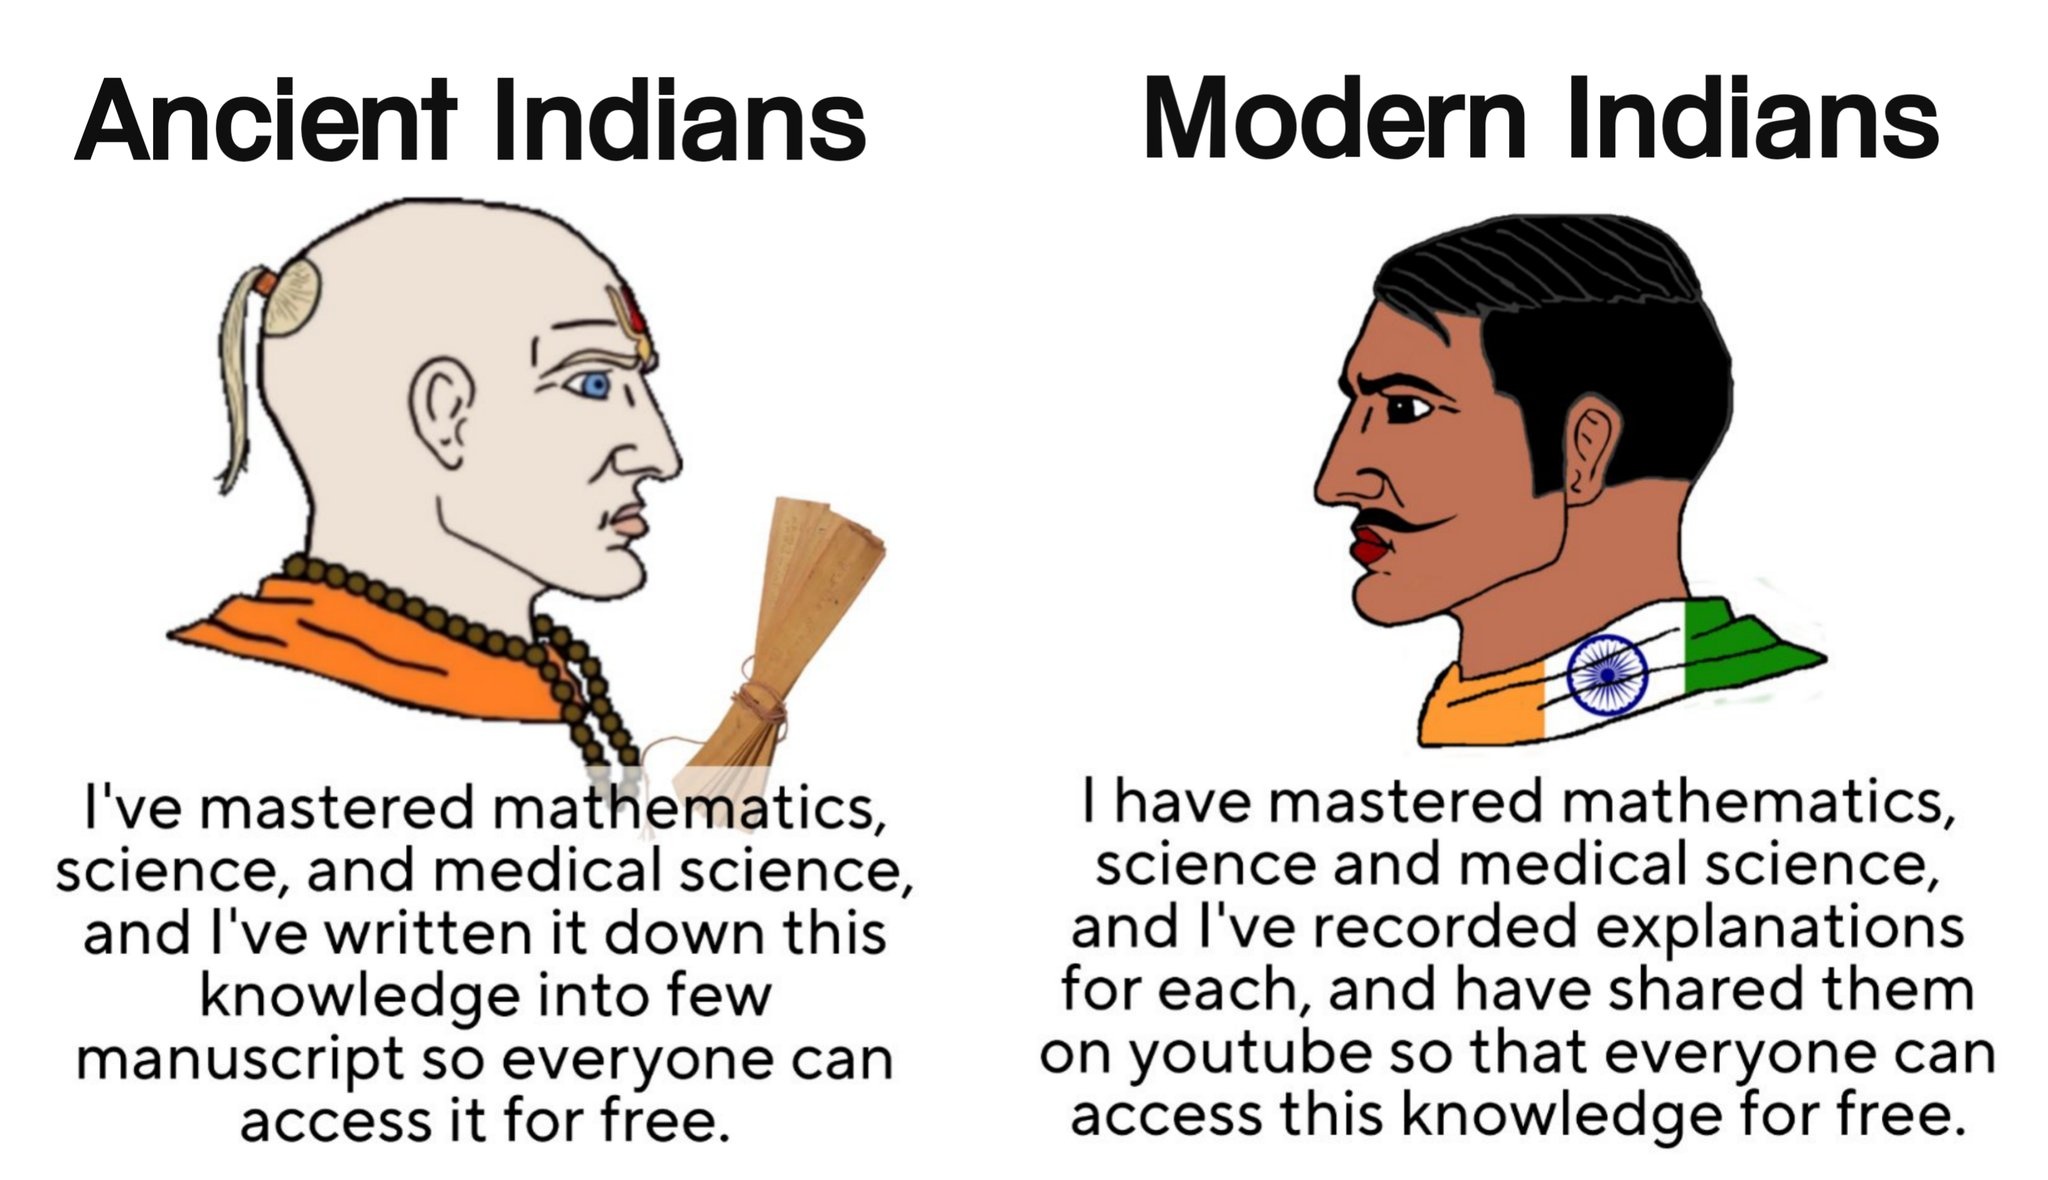 Ancient Indians
I've mastered mathematics,
science, and medical science,
and I've written it down this
knowledge into few
manuscript so everyone can
access it for free.
Modern Indians
I have mastered mathematics,
science and medical science,
and I've recorded explanations
for each, and have shared them
on youtube so that everyone can
access this knowledge for free.